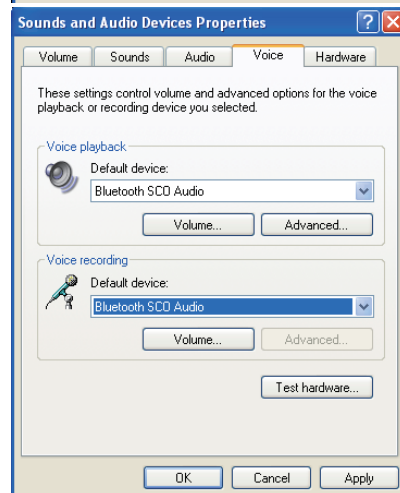 Sounds and Audio Devices Properties
Volume Sounds Audio Voice Hardware
These settings control volume and advanced options for the voice
playback or recording device you selected.
Voice playback
Default device:
Bluetooth SCO Audio
Volume... Advanced...
Voice recording
Default device:
Bluetooth SCO Audio
Volume... Advanced...
Test hardware...
OK Cancel Apply